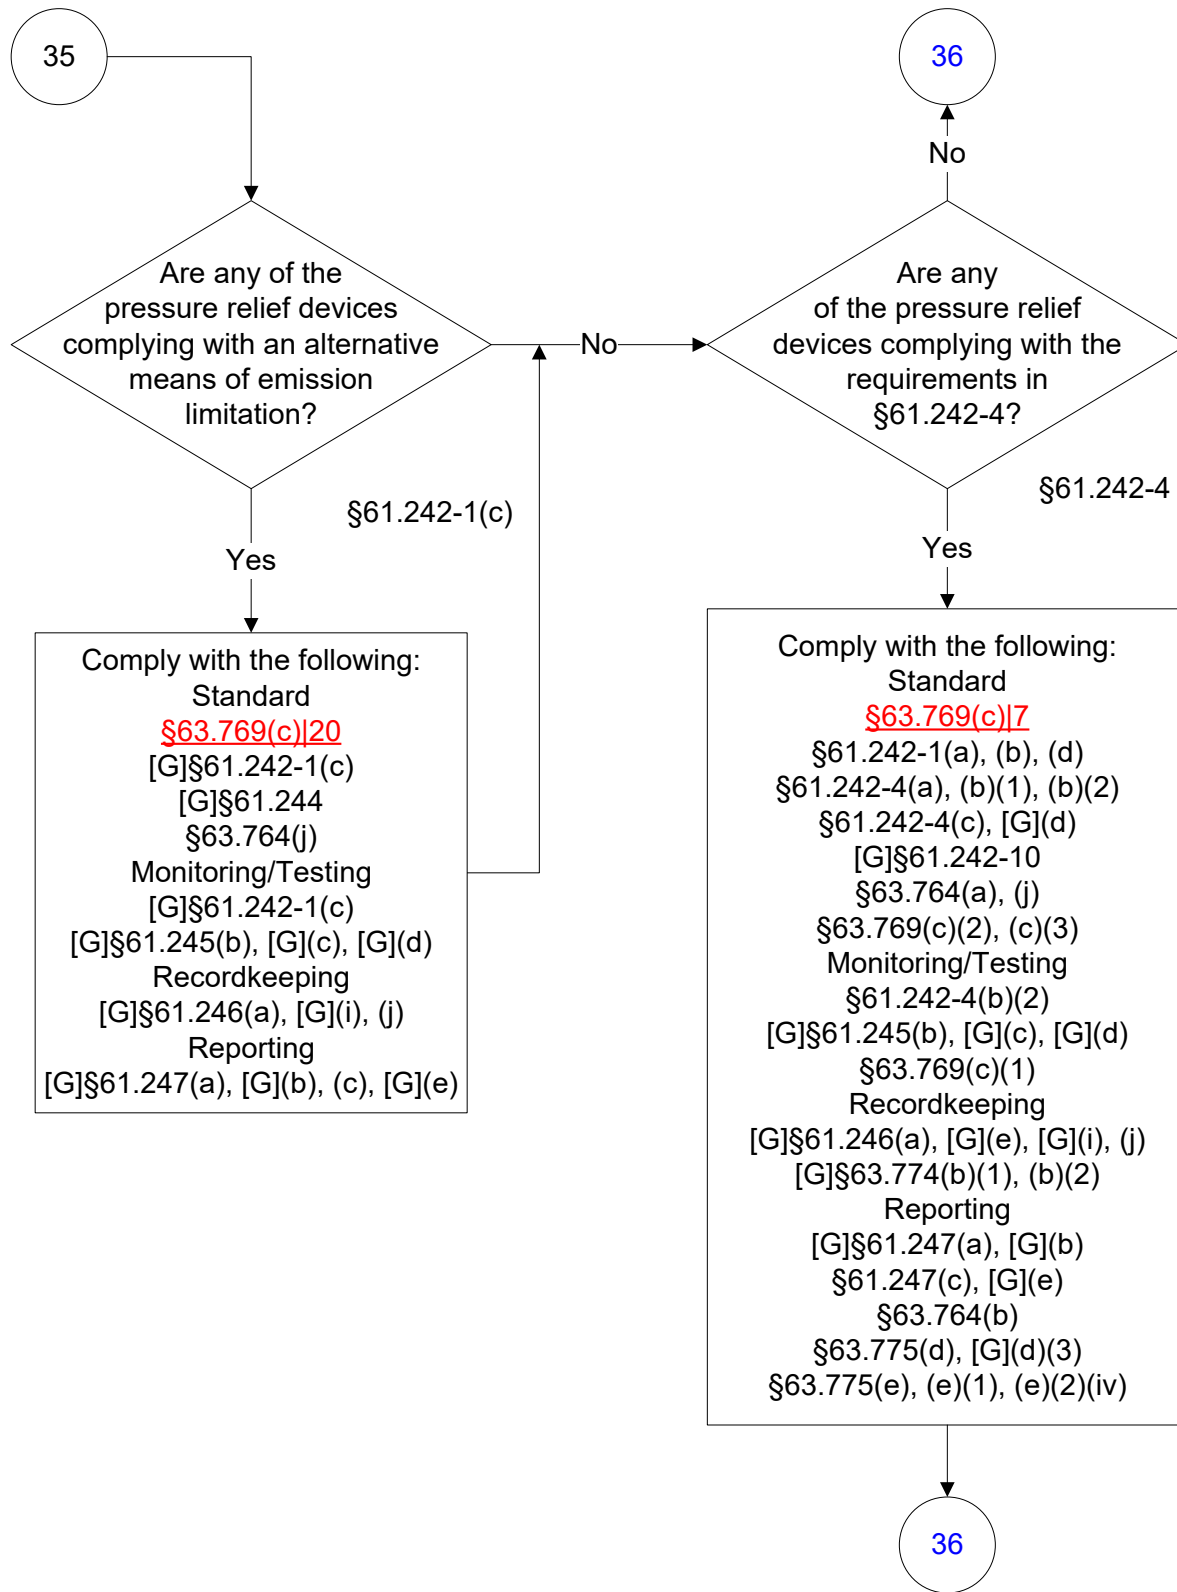 35
Are any of the
pressure relief devices
complying with an alternative
means of emission
limitation?
No
§61.242-1(c)
Yes
Comply with the following:
Standard
§63.769(c)|20
[G]§61.242-1(c)
[G]§61.244
§63.764(j)
Monitoring/Testing
[G]§61.242-1(c)
[G]§61.245(b), [G](c), [G](d)
Recordkeeping
[G]§61.246(a), [G](i), (j)
Reporting
[G]§61.247(a), [G](b), (c), [G](e)
36
No
Are any
of the pressure relief
devices complying with the
requirements in
§61.242-4?
§61.242-4
Yes
Comply with the following:
Standard
§63.769(c)|7
§61.242-1(a), (b), (d)
§61.242-4(a), (b)(1), (b)(2)
§61.242-4(c), [G](d)
[G]§61.242-10
§63.764(a), (j)
§63.769(c)(2), (c)(3)
Monitoring/Testing
§61.242-4(b)(2)
[G]§61.245(b), [G](c), [G](d)
§63.769(c)(1)
Recordkeeping
[G]§61.246(a), [G](e), [G](i), (j)
[G]§63.774(b)(1), (b)(2)
Reporting
[G]§61.247(a), [G](b)
§61.247(c), [G](e)
§63.764(b)
§63.775(d), [G](d)(3)
§63.775(e), (e)(1), (e)(2)(iv)
36